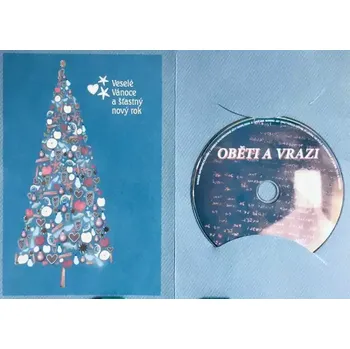 Veselé
Vánoce
a šťastný
nový rok
OBĚTI A VRAZI